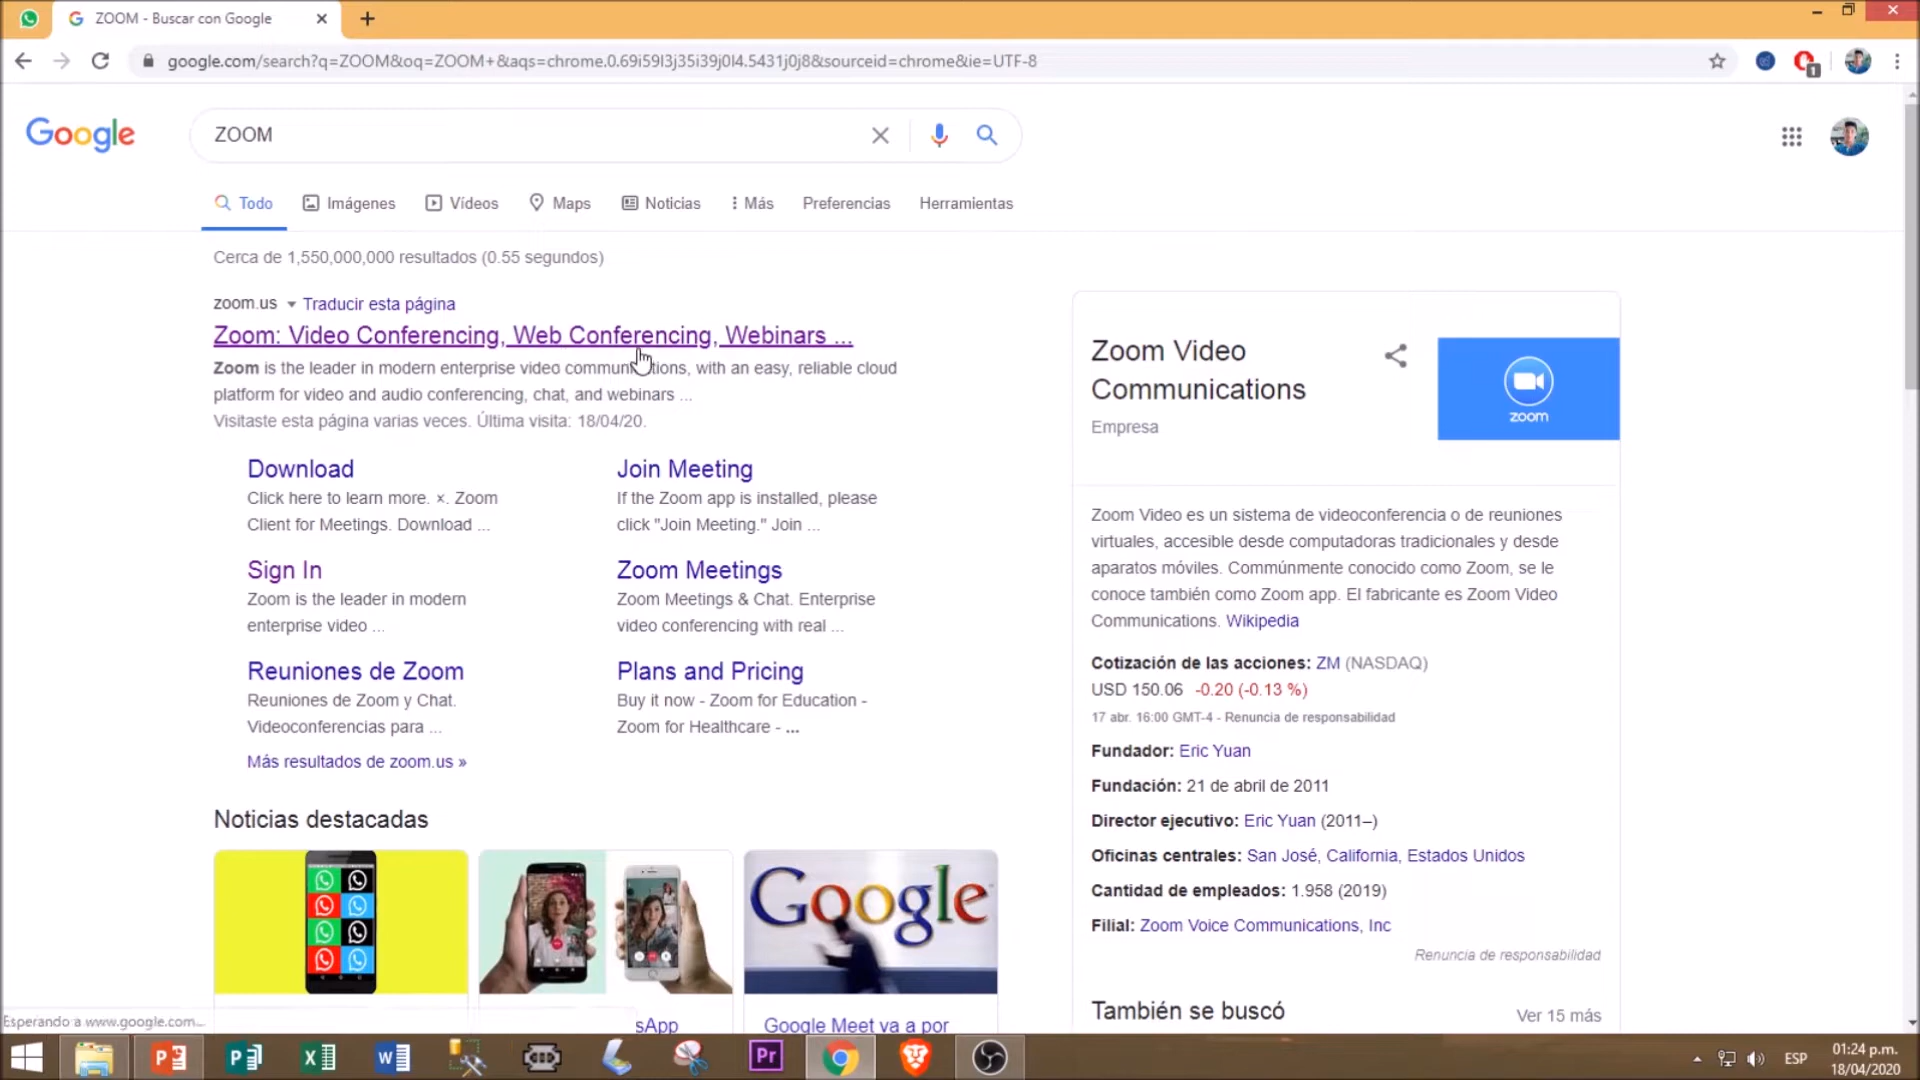 ZOOM - Buscar con Google
google.com/search?q=ZOOM&oq=ZOOM+&aqs=chrome.0.69i59l3j35i39j0l4.5431j0j8&sourceid=chrome&ie=UTF-8
1
Google
ZOOM
Todo
Imágenes
Vídeos
Maps
Noticias
Más
Preferencias
Herramientas
Cerca de 1,550,000,000 resultados (0.55 segundos)
zoom.us
Traducir esta página
Zoom: Video Conferencing, Web Conferencing, Webinars ...
Zoom is the leader in modern enterprise video communications, with an easy, reliable cloud
platform for video and audio conferencing, chat, and webinars ...
Visitaste esta página varias veces. Última visita: 18/04/20.
Download
Click here to learn more. ×. Zoom
Client for Meetings. Download ...
Join Meeting
If the Zoom app is installed, please
click "Join Meeting." Join ...
Sign In
Zoom is the leader in modern
enterprise video ...
Zoom Meetings
Zoom Meetings & Chat. Enterprise
video conferencing with real ...
Reuniones de Zoom
Reuniones de Zoom y Chat.
Videoconferencias para ...
Plans and Pricing
Buy it now - Zoom for Education -
Zoom for Healthcare - ...
Más resultados de zoom.us »
Noticias destacadas
Google
sApp
Google Meet va a por
Zoom Video
Communications
Empresa
zoom
Zoom Video es un sistema de videoconferencia o de reuniones
virtuales, accesible desde computadoras tradicionales y desde
aparatos móviles. Commúnmente conocido como Zoom, se le
conoce también como Zoom app. El fabricante es Zoom Video
Communications. Wikipedia
Cotización de las acciones: ZM (NASDAQ)
USD 150.06 -0.20 (-0.13 %)
17 abr. 16:00 GMT-4 - Renuncia de responsabilidad
Fundador: Eric Yuan
Fundación: 21 de abril de 2011
Director ejecutivo: Eric Yuan (2011–)
Oficinas centrales: San José, California, Estados Unidos
Cantidad de empleados: 1.958 (2019)
Filial: Zoom Voice Communications, Inc
Renuncia de responsabilidad
También se buscó
Ver 15 más
Esperando a www.google.com...
Pr
ESP
01:24 p.m.
18/04/2020